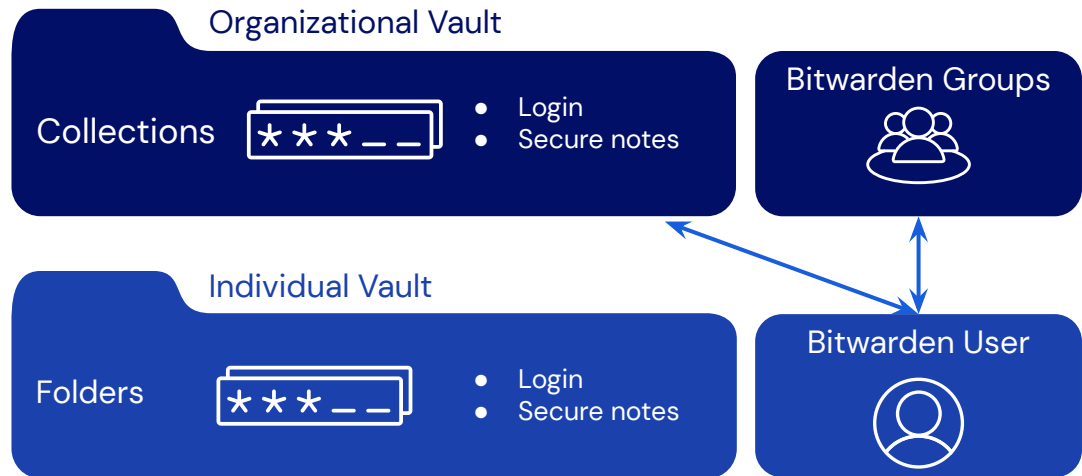 Organizational Vault
Collections
***__
● Login
● Secure notes
Bitwarden Groups
Individual Vault
Folders
***__
● Login
● Secure notes
Bitwarden User